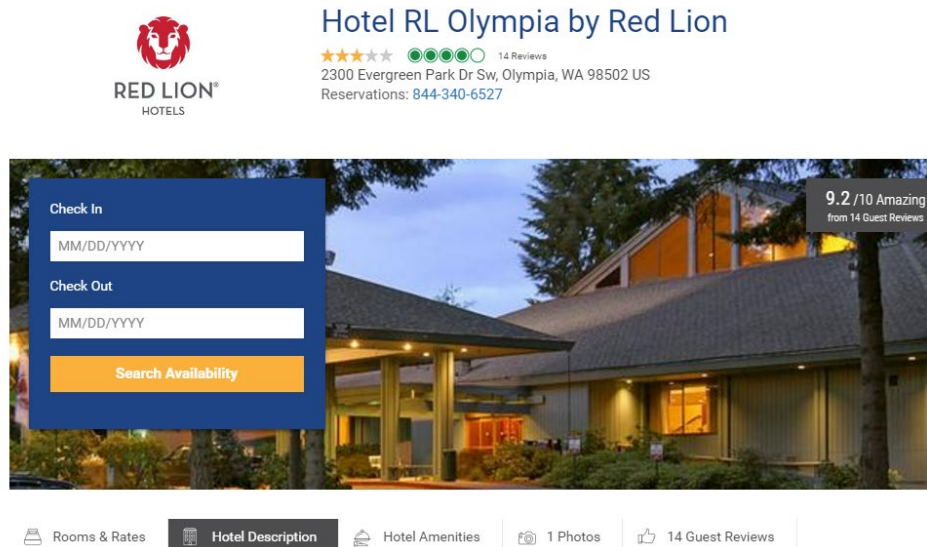 RED LION®
HOTELS
Hotel RL Olympia by Red Lion
14 Reviews
2300 Evergreen Park Dr Sw, Olympia, WA 98502 US
Reservations: 844-340-6527
Check In
MM/DD/YYYY
Check Out
MM/DD/YYYY
Search Availability
9.2 /10 Amazing
from 14 Guest Reviews
Rooms & Rates
Hotel Description
Hotel Amenities
1 Photos
14 Guest Reviews